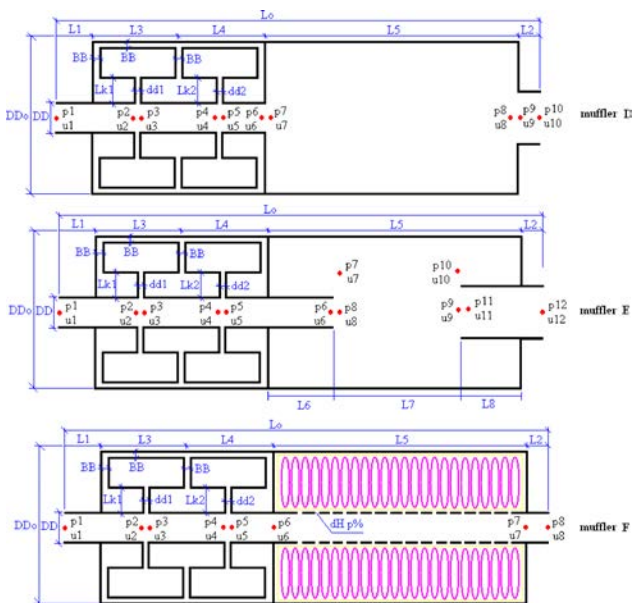 Lo
L1 L3 L4 L5 L2
BB BB BB
Lk1 dd1 Lk2 dd2
DDo DD
p1 p2 p3 p4 p5 p6 p7 p8 p9 p10
u1 u2 u3 u4 u5 u6 u7 u8 u9 u10
muffler D
Lo
L1 L3 L4 L5 L2
BB BB BB
Lk1 dd1 Lk2 dd2
p7 p10
u7 u10
DDo DD
p1 p2 p3 p4 p5 p6 p8 p9 p11 p12
u1 u2 u3 u4 u5 u6 u8 u9 u11 u12
muffler E
L6 L7 L8
Lo
L1 L3 L4 L5 L2
BB BB BB
Lk1 dd1 Lk2 dd2
DDo DD
p1 p2 p3 p4 p5 p6 dH p% p7 p8
u1 u2 u3 u4 u5 u6 u7 u8
muffler F